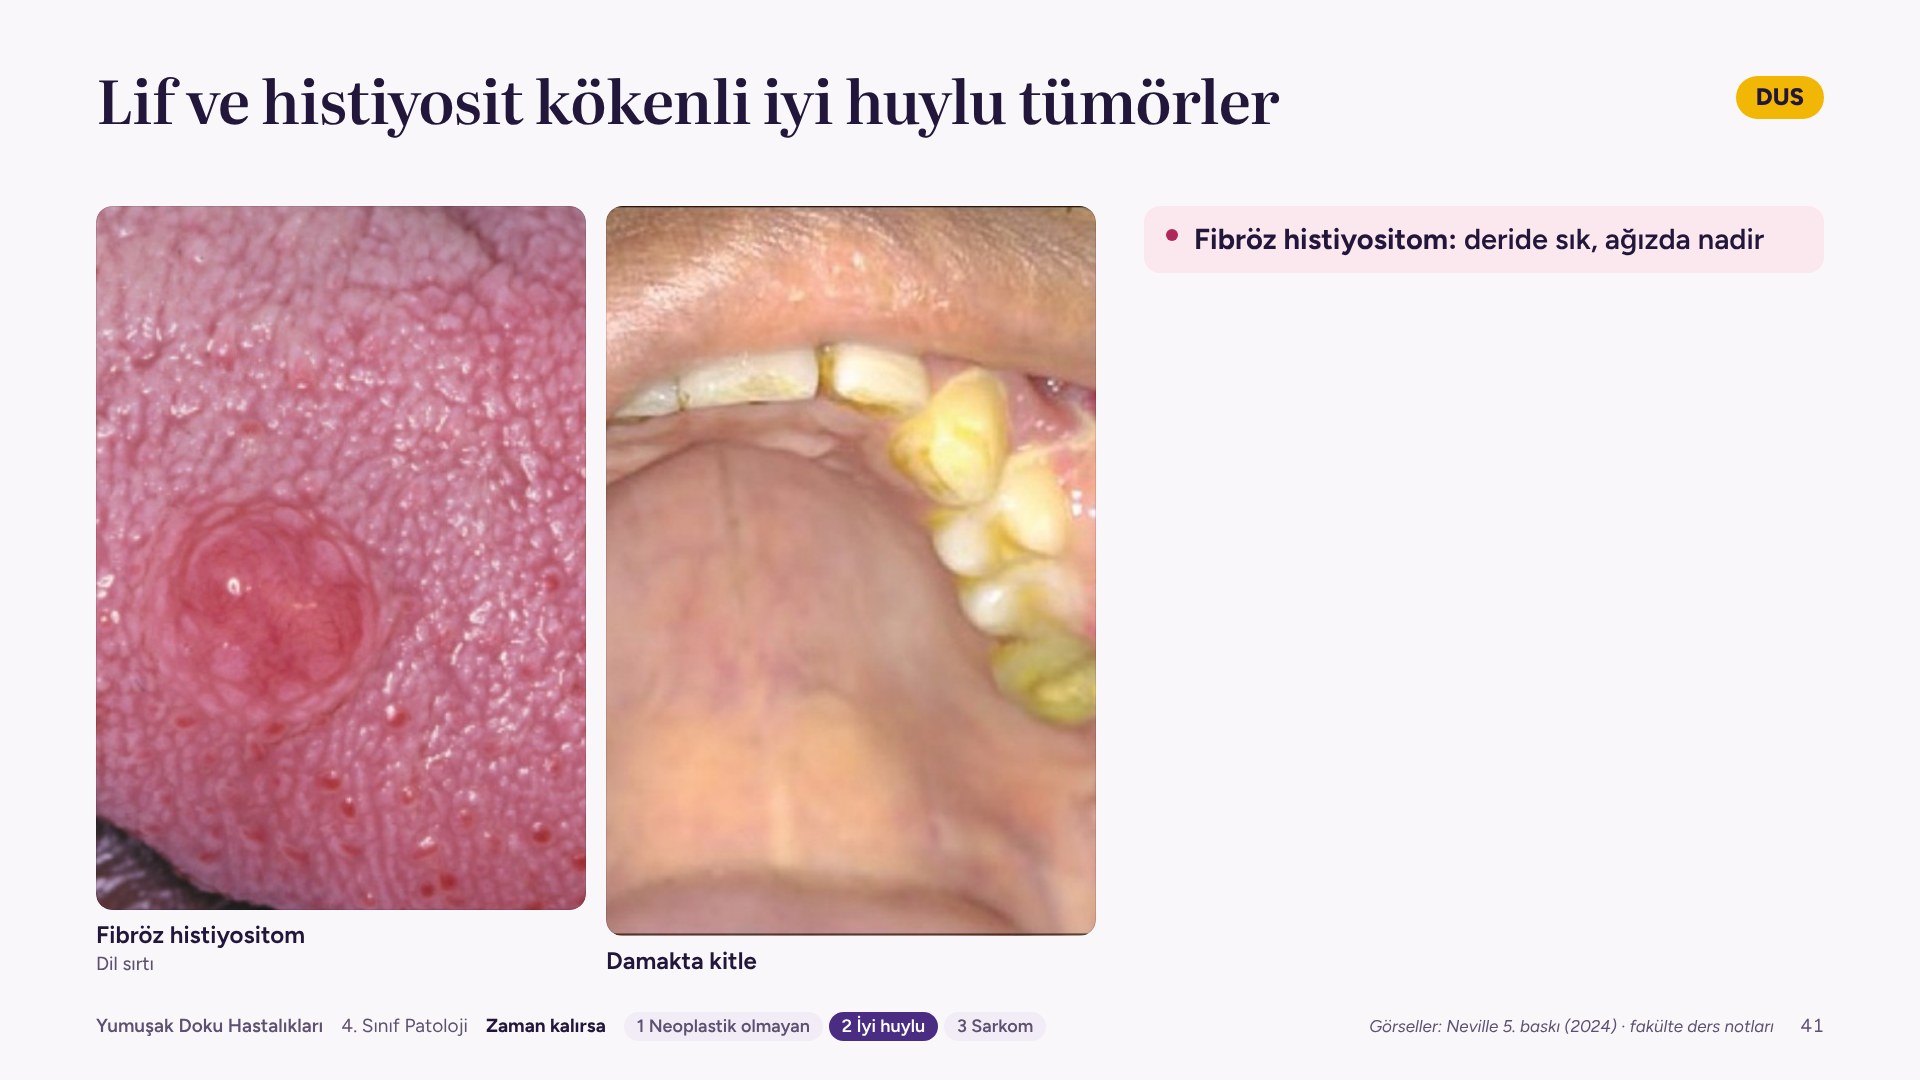 Lif ve histiyosit kökenli iyi huylu tümörler
DUS
Fibröz histiyositom: deride sık, ağızda nadir
Fibröz histiyositom
Dil sırtı
Damakta kitle
Yumuşak Doku Hastalıkları 4. Sınıf Patoloji Zaman kalırsa 1 Neoplastik olmayan 2 İyi huylu 3 Sarkom
Görseller: Neville 5. baskı (2024) · fakülte ders notları 41